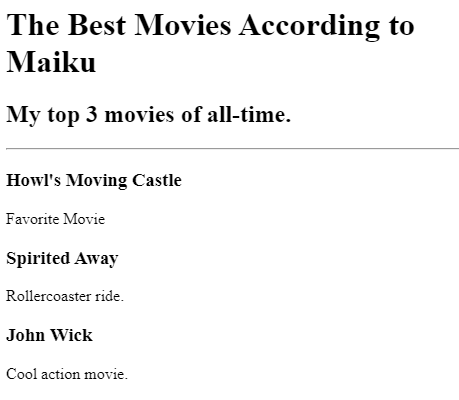 The Best Movies According to
Maiku
My top 3 movies of all-time.
Howl's Moving Castle
Favorite Movie
Spirited Away
Rollercoaster ride.
John Wick
Cool action movie.